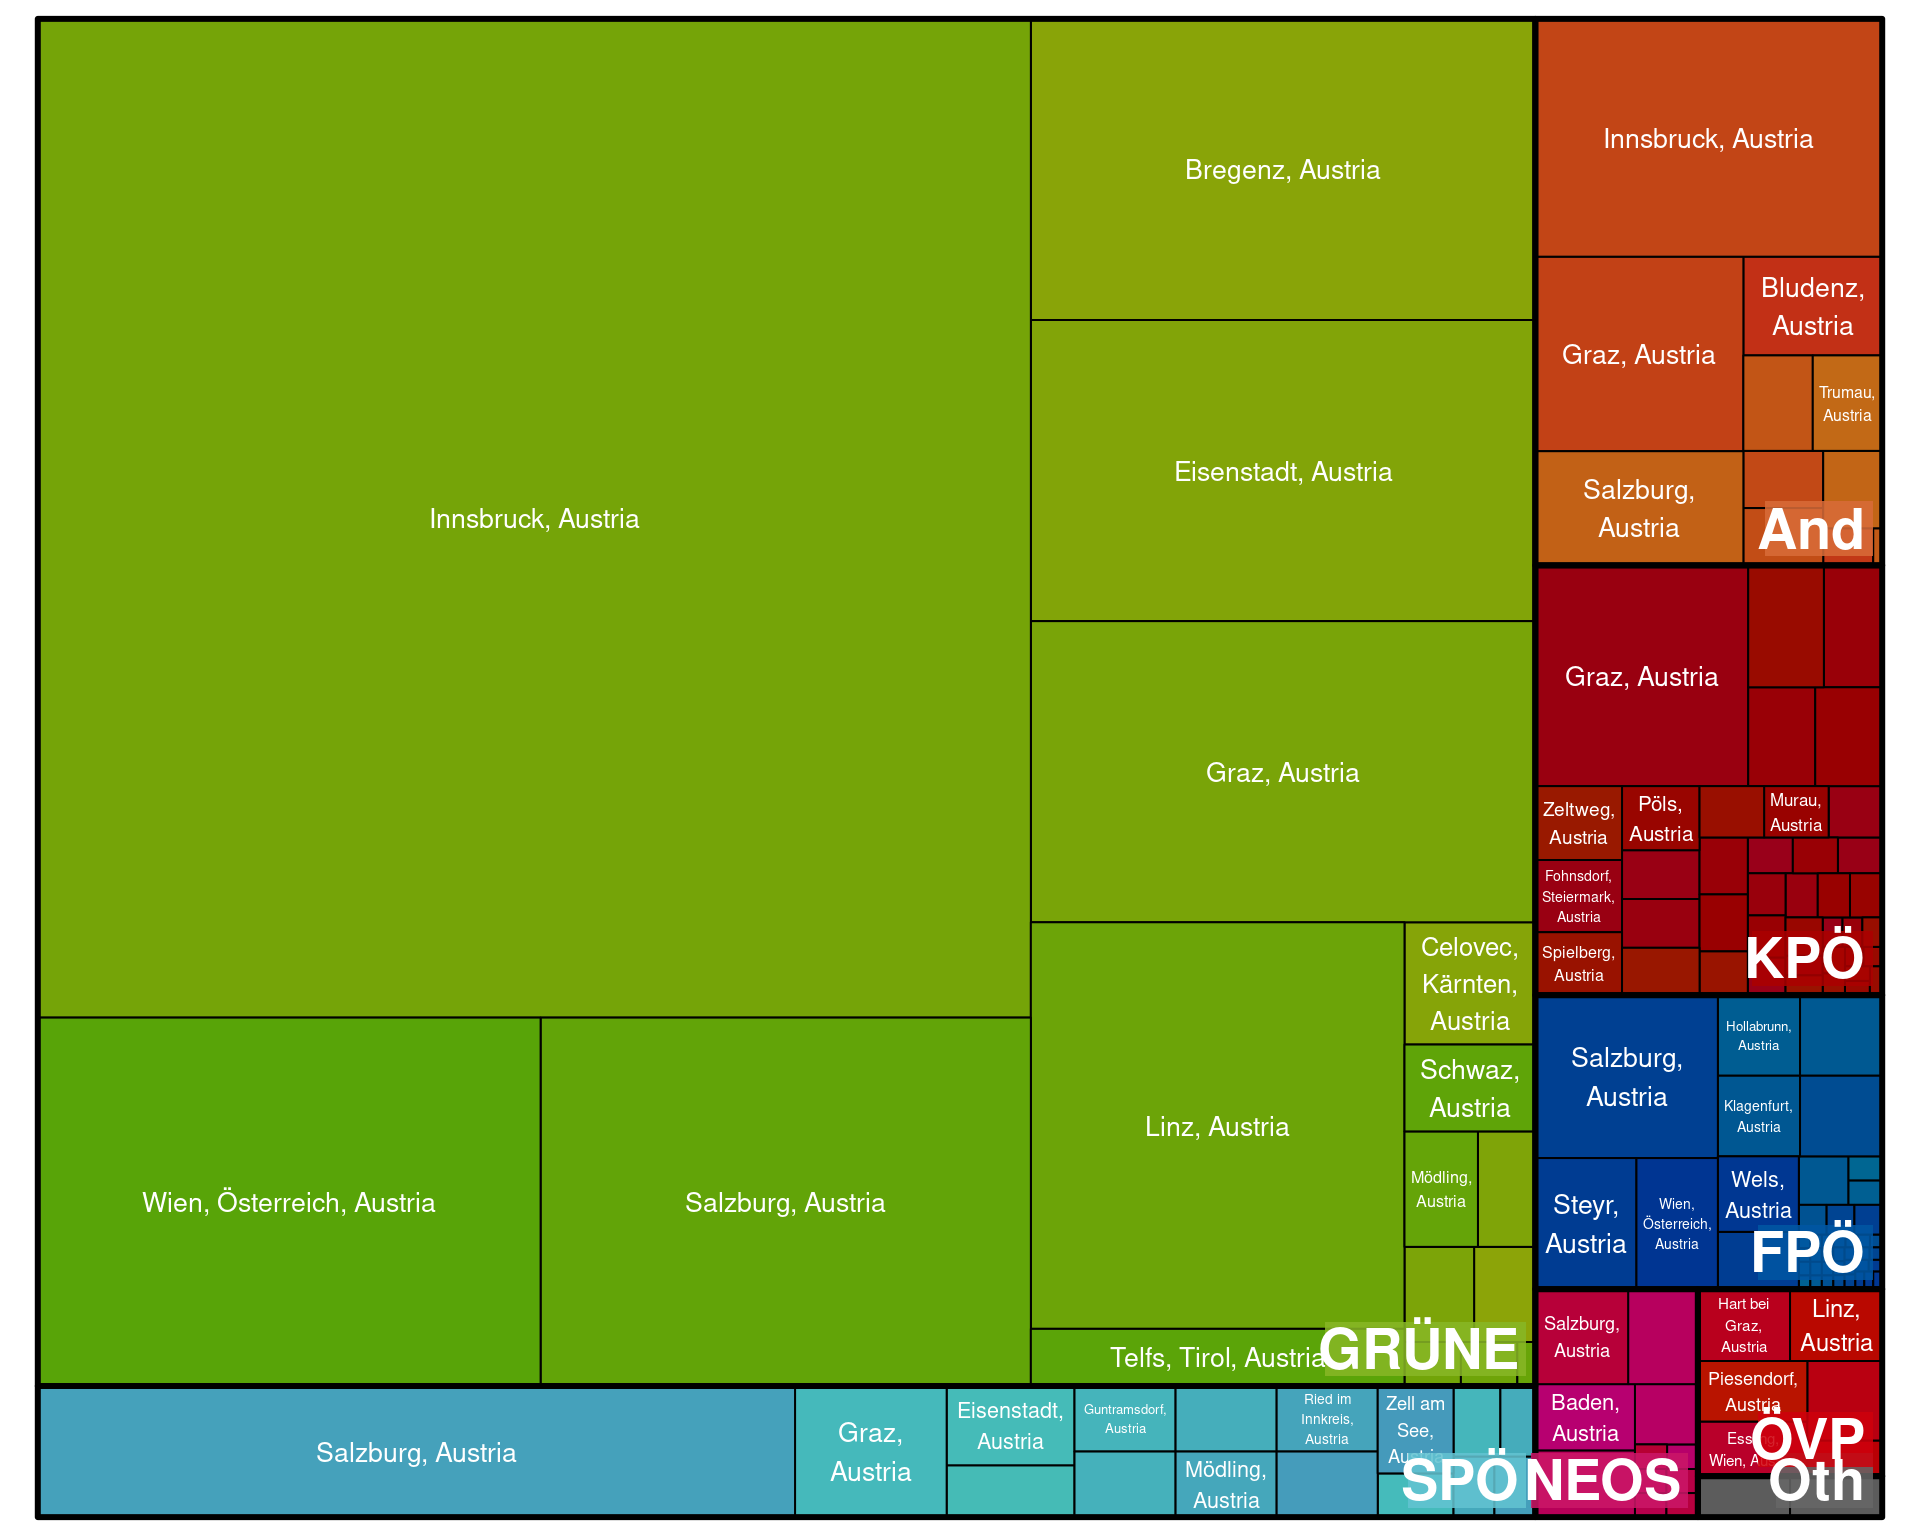 Innsbruck, Austria
Bregenz, Austria
Eisenstadt, Austria
Graz, Austria
Wien, Österreich, Austria
Salzburg, Austria
Linz, Austria
Celovec,
Kärnten,
Austria
Schwaz,
Austria
Mödling,
Austria
Telfs, Tirol, Austria
GRÜNE
Innsbruck, Austria
Graz, Austria
Bludenz,
Austria
Trumau,
Austria
Salzburg,
Austria
And
Graz, Austria
Zeltweg,
Austria
Pöls,
Austria
Murau,
Austria
Fohnsdorf,
Steiermark,
Austria
Spielberg,
Austria
KPÖ
Salzburg,
Austria
Hollabrunn,
Austria
Klagenfurt,
Austria
Steyr,
Austria
Wien,
Österreich,
Austria
Wels,
Austria
FPÖ
Salzburg, Austria
Graz,
Austria
Eisenstadt,
Austria
Guntramsdorf,
Austria
Mödling,
Austria
Ried im
Innkreis,
Austria
Zell am
See,
Austria
SPÖ
Salzburg,
Austria
Baden,
Austria
NEOS
Hart bei
Graz,
Austria
Linz,
Austria
Piesendorf,
Austria
Wien,
ÖVP
Oth